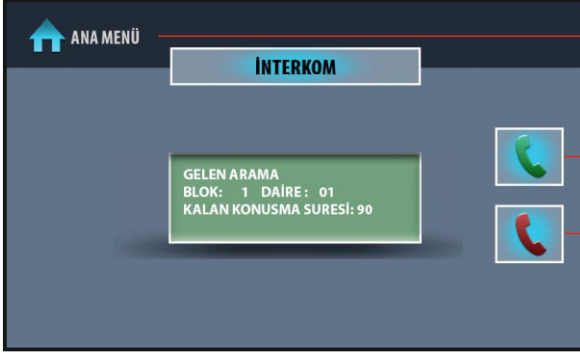 ANA MENÜ
İNTERKOM
GELEN ARAMA
BLOK: 1 DAİRE: 01
KALAN KONUSMA SURESİ: 90